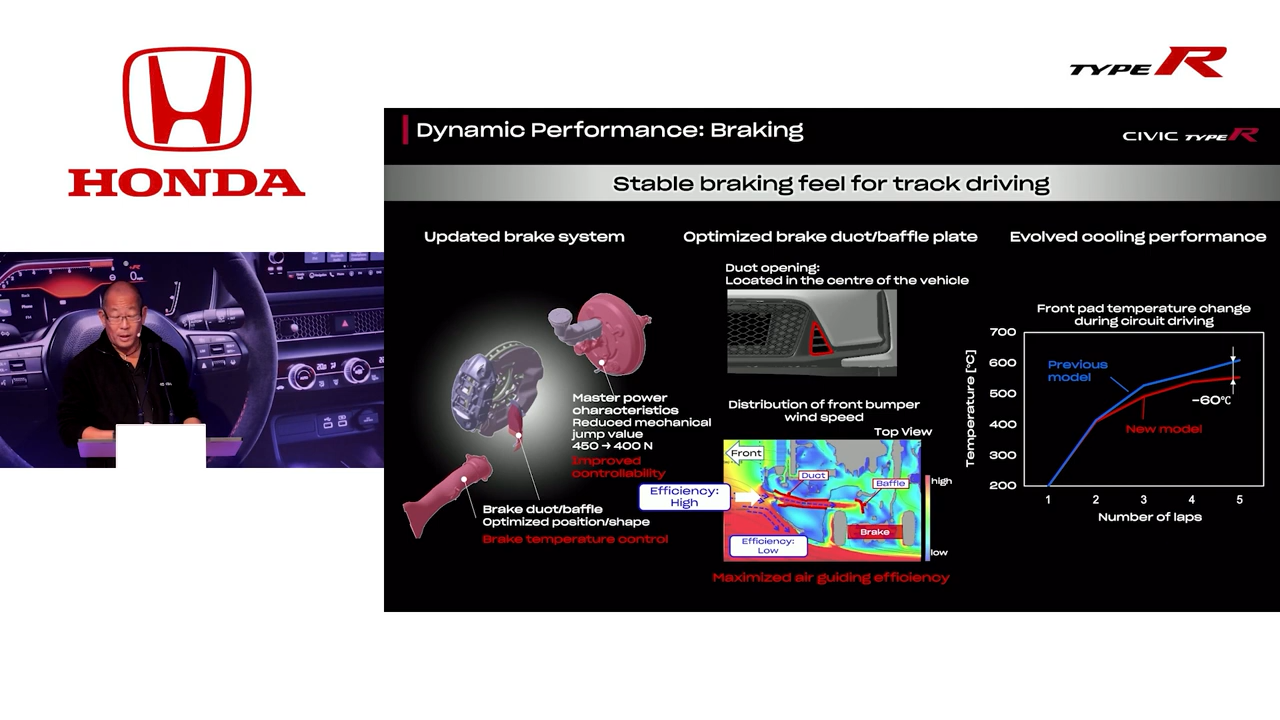 HONDA
TYPE R
Dynamic Performance: Braking
CIVIC TYPE R
Stable braking feel for track driving
Updated brake system
Master power
characteristics
Reduced mechanical
jump value
450 → 400 N
Improved
controllability
Brake duct/baffle
Optimized position/shape
Brake temperature control
Optimized brake duct/baffle plate
Duct opening:
Located in the centre of the vehicle
Distribution of front bumper
wind speed
Top View
Front
Duct
Baffle
Brake
Efficiency:
High
Efficiency:
Low
high
low
Maximized air guiding efficiency
Evolved cooling performance
Front pad temperature change
during circuit driving
Temperature [°C]
700
600
500
400
300
200
Previous
model
New model
-60℃
1 2 3 4 5
Number of laps